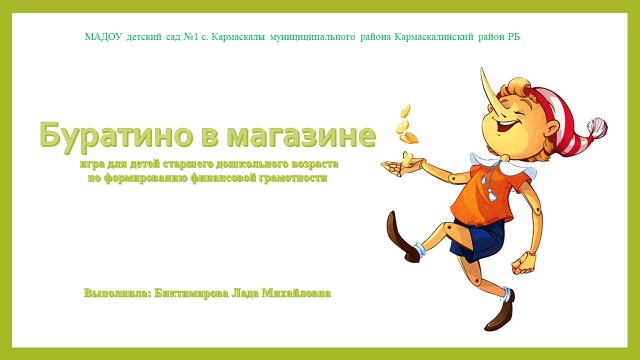 МАДОУ детский сад №1 с. Кармаскалы мунициципального района Кармаскалинский район РБ
Буратино в магазине
игра для детей старшего дошкольного возраста
по формированию финансовой грамотности
Выполнила: Биктимирова Лада Михайловна